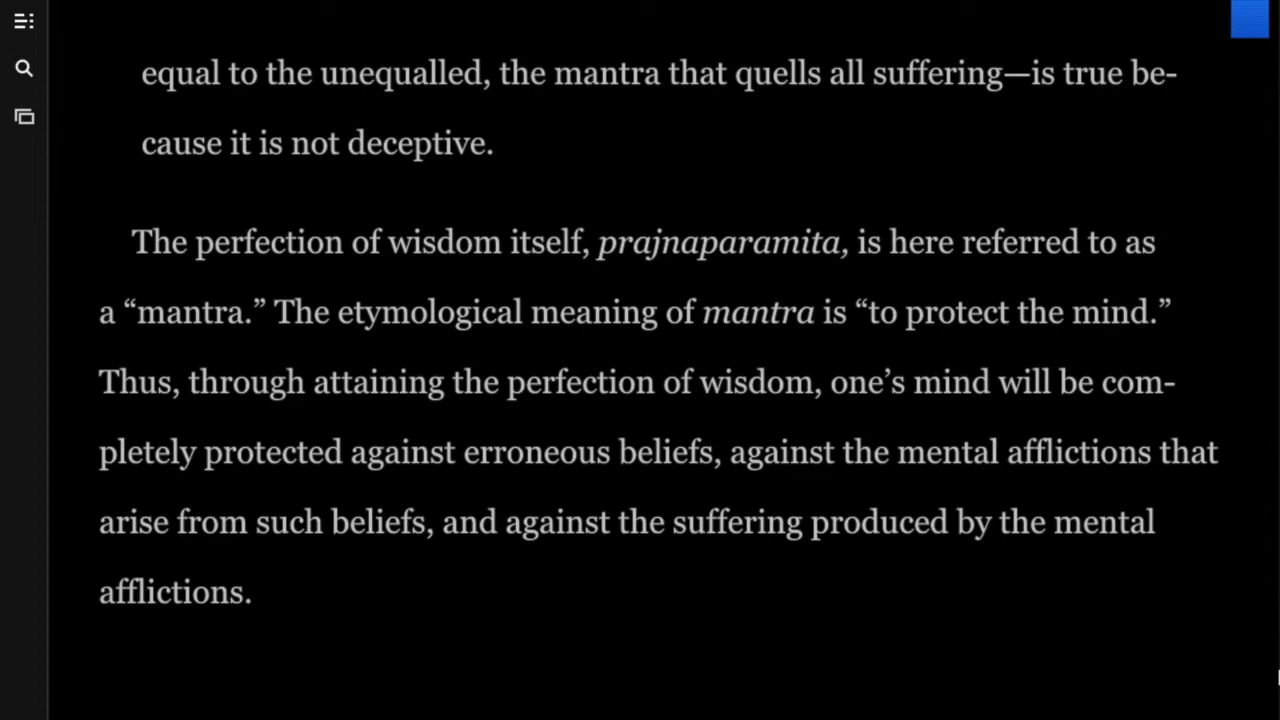 equal to the unequalled, the mantra that quells all suffering—is true be-
cause it is not deceptive.
The perfection of wisdom itself, prajnaparamita, is here referred to as
a “mantra.” The etymological meaning of mantra is “to protect the mind.”
Thus, through attaining the perfection of wisdom, one’s mind will be com-
pletely protected against erroneous beliefs, against the mental afflictions that
arise from such beliefs, and against the suffering produced by the mental
afflictions.